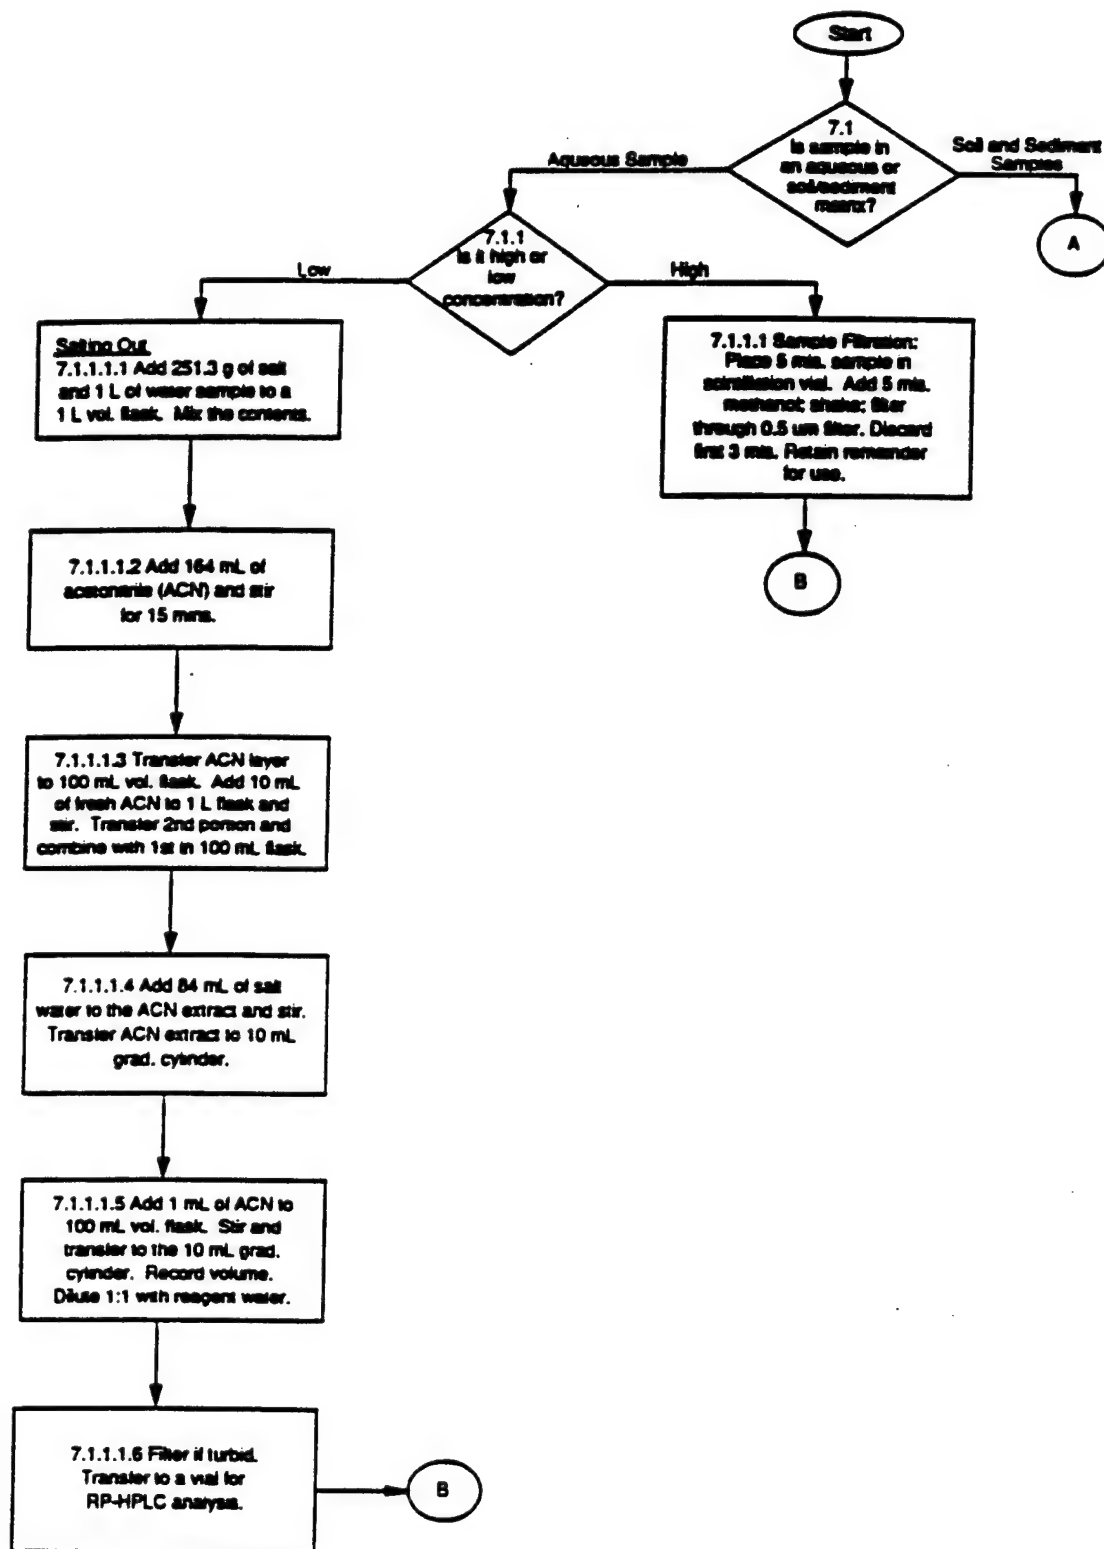 Start
7.1
Is sample in
an aqueous or
soil/sediment
matrix?
Aqueous Sample
Soil and Sediment
Samples
A
7.1.1
Is it high or
low
concentration?
Low
High
Salting Out
7.1.1.1.1 Add 251.3 g of salt
and 1 L of water sample to a
1 L vol. flask. Mix the contents.
7.1.1.1 Sample Filtration:
Place 5 mls. sample in
scintillation vial. Add 5 mls.
methanol; shake; filter
through 0.5 um filter. Discard
first 3 mls. Retain remainder
for use.
B
7.1.1.1.2 Add 164 mL of
acetonitrile (ACN) and stir
for 15 mins.
7.1.1.1.3 Transfer ACN layer
to 100 mL vol. flask. Add 10 mL
of fresh ACN to 1 L flask and
stir. Transfer 2nd portion and
combine with 1st in 100 mL flask.
7.1.1.1.4 Add 84 mL of salt
water to the ACN extract and stir.
Transfer ACN extract to 10 mL
grad. cylinder.
7.1.1.1.5 Add 1 mL of ACN to
100 mL vol. flask. Stir and
transfer to the 10 mL grad.
cylinder. Record volume.
Dilute 1:1 with reagent water.
7.1.1.1.6 Filter if turbid.
Transfer to a vial for
RP-HPLC analysis.
B